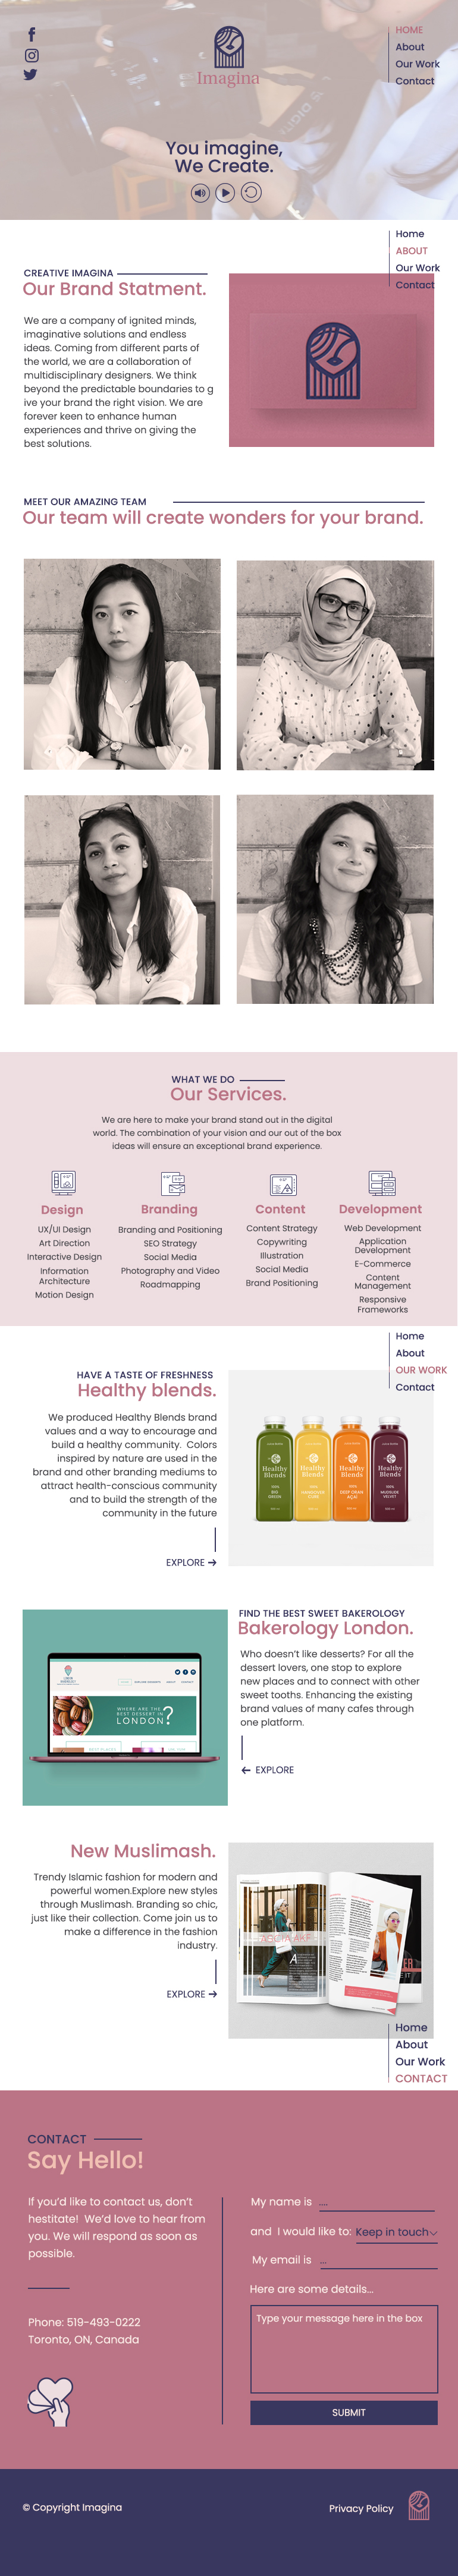 Imagina
HOME
About
Our Work
Contact
You imagine,
We Create.
Home
ABOUT
Our Work
Contact
CREATIVE IMAGINA
Our Brand Statment.
We are a company of ignited minds,
imaginative solutions and endless
ideas. Coming from different parts of
the world, we are a collaboration of
multidisciplinary designers. We think
beyond the predictable boundaries to g
ive your brand the right vision. We are
forever keen to enhance human
experiences and thrive on giving the
best solutions.
MEET OUR AMAZING TEAM
Our team will create wonders for your brand.
WHAT WE DO
Our Services.
We are here to make your brand stand out in the digital
world. The combination of your vision and our out of the box
ideas will ensure an exceptional brand experience.
Design
UX/UI Design
Art Direction
Interactive Design
Information
Architecture
Motion Design
Branding
Branding and Positioning
SEO Strategy
Social Media
Photography and Video
Roadmapping
Content
Content Strategy
Copywriting
Illustration
Social Media
Brand Positioning
Development
Web Development
Application
Development
E-Commerce
Content
Management
Responsive
Frameworks
Home
About
OUR WORK
Contact
HAVE A TASTE OF FRESHNESS
Healthy blends.
We produced Healthy Blends brand
values and a way to encourage and
build a healthy community. Colors
inspired by nature are used in the
brand and other branding mediums to
attract health-conscious community
and to build the strength of the
community in the future
EXPLORE
Healthy
Blends
Healthy
Blends
Healthy
Blends
Healthy
Blends
FIND THE BEST SWEET BAKEROLOGY
Bakerology London.
Who doesn't like desserts? For all the
dessert lovers, one stop to explore
new places and to connect with other
sweet tooths. Enhancing the existing
brand values of many cafes through
one platform.
EXPLORE
WHERE ARE THE
BEST DESSERT IN
LONDON?
New Muslimash.
Trendy Islamic fashion for modern and
powerful women.Explore new styles
through Muslimash. Branding so chic,
just like their collection. Come join us to
make a difference in the fashion
industry.
EXPLORE
Home
About
Our Work
CONTACT
CONTACT
Say Hello!
If you'd like to contact us, don't
hestitate! We'd love to hear from
you. We will respond as soon as
possible.
Phone: 519-493-0222
Toronto, ON, Canada
My name is ....
and I would like to: Keep in touch
My email is ...
Here are some details...
Type your message here in the box
SUBMIT
© Copyright Imagina
Privacy Policy